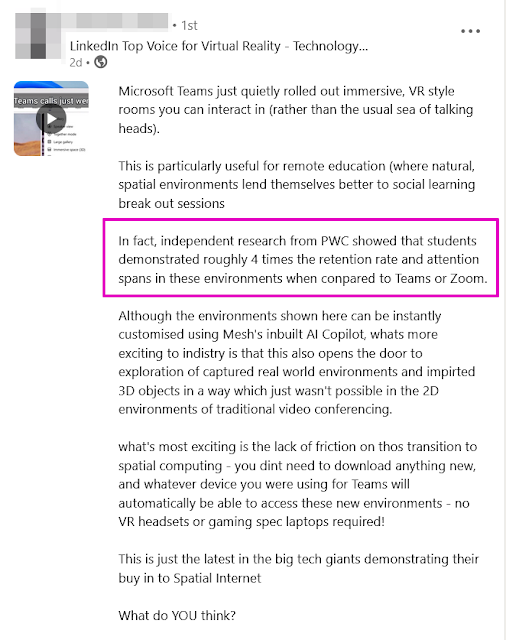 • 1st
LinkedIn Top Voice for Virtual Reality - Technology...
2d •
Teams calls just wer
Together mode
Large gallery
Immersive space (3D)
Microsoft Teams just quietly rolled out immersive, VR style
rooms you can interact in (rather than the usual sea of talking
heads).
This is particularly useful for remote education (where natural,
spatial environments lend themselves better to social learning
break out sessions
In fact, independent research from PWC showed that students
demonstrated roughly 4 times the retention rate and attention
spans in these environments when conpared to Teams or Zoom.
Although the environments shown here can be instantly
customised using Mesh's inbuilt AI Copilot, whats more
exciting to indistry is that this also opens the door to
exploration of captured real world environments and impirted
3D objects in a way which just wasn't possible in the 2D
environments of traditional video conferencing.
what's most exciting is the lack of friction on thos transition to
spatial computing - you dint need to download anything new,
and whatever device you were using for Teams will
automatically be able to access these new environments - no
VR headsets or gaming spec laptops required!
This is just the latest in the big tech giants demonstrating their
buy in to Spatial Internet
What do YOU think?